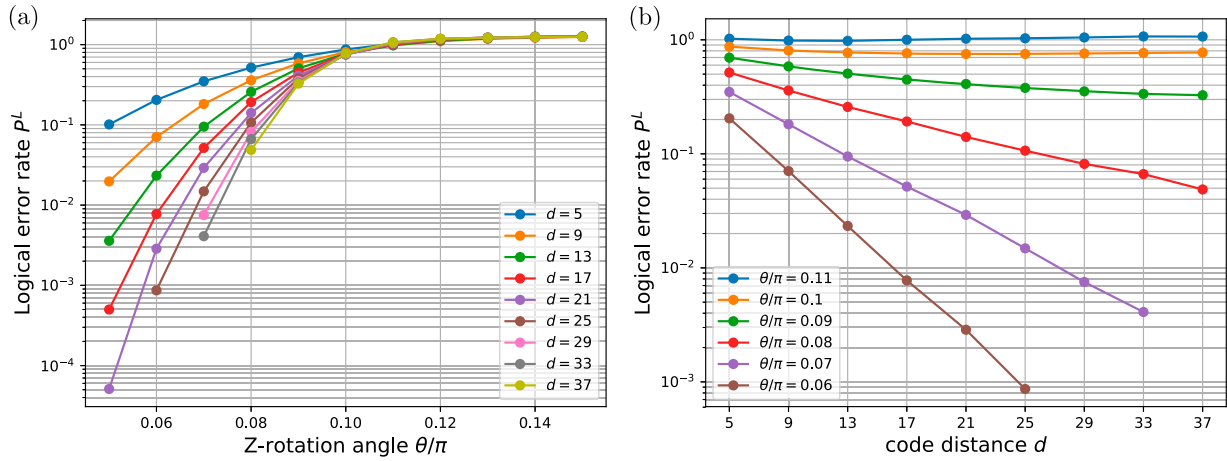 (a)
Logical error rate P^L
10^0
10^-1
10^-2
10^-3
10^-4
0.06 0.08 0.10 0.12 0.14
Z-rotation angle θ/π
d = 5
d = 9
d = 13
d = 17
d = 21
d = 25
d = 29
d = 33
d = 37
(b)
Logical error rate P^L
10^0
10^-1
10^-2
10^-3
5 9 13 17 21 25 29 33 37
code distance d
θ/π = 0.11
θ/π = 0.1
θ/π = 0.09
θ/π = 0.08
θ/π = 0.07
θ/π = 0.06